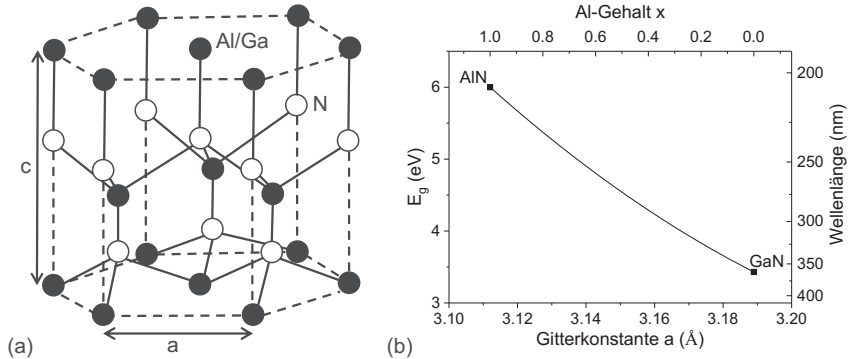 Al/Ga
N
c
a
(a)
Al-Gehalt x
1.0 0.8 0.6 0.4 0.2 0.0
AlN
GaN
6
5
4
3
E_g (eV)
200
250
300
350
400
Wellenlänge (nm)
3.10 3.12 3.14 3.16 3.18 3.20
Gitterkonstante a (Å)
(b)